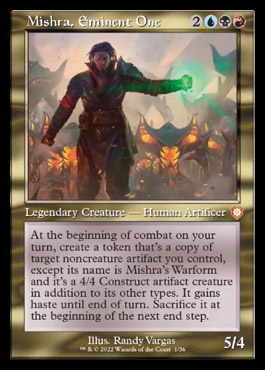 Mishra, Eminent One 2
Legendary Creature — Human Artificer
At the beginning of combat on your
turn, create a token that's a copy of
target noncreature artifact you control,
except its name is Mishra's Warform
and it's a 4/4 Construct artifact creature
in addition to its other types. It gains
haste until end of turn. Sacrifice it at
the beginning of the next end step.
Illus. Randy Vargas
5/4
™ & © 2022 Wizards of the Coast 1/36